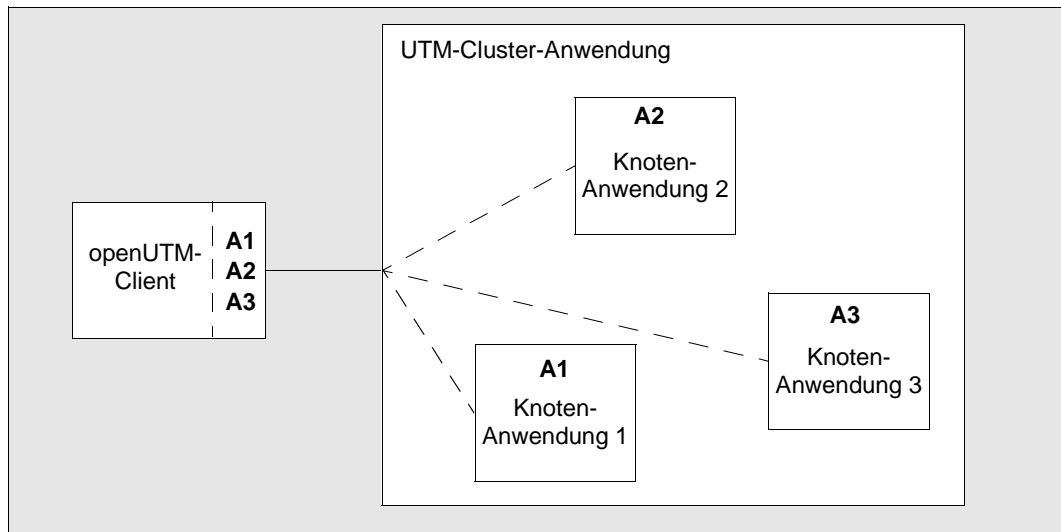 UTM-Cluster-Anwendung
A2
Knoten-
Anwendung 2
openUTM-
Client
A1
A2
A3
A3
Knoten-
Anwendung 3
A1
Knoten-
Anwendung 1